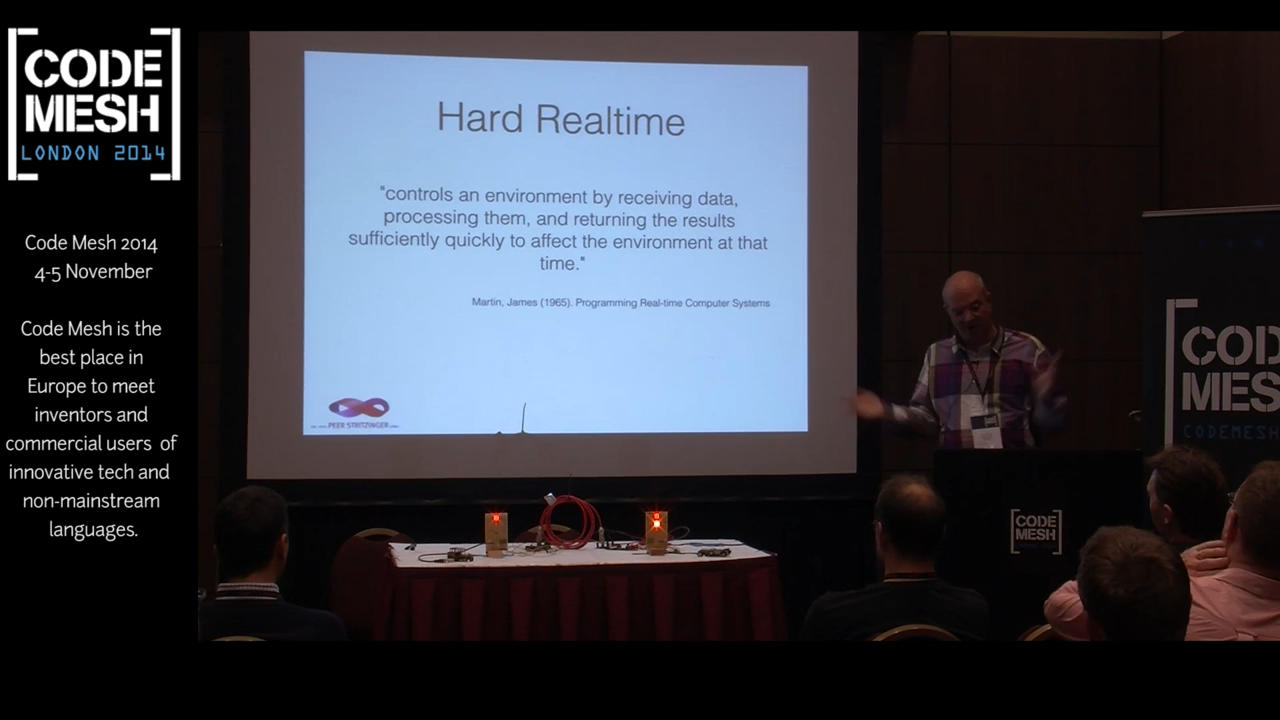 [CODE
MESH]
LONDON 2014
Code Mesh 2014
4-5 November
Code Mesh is the
best place in
Europe to meet
inventors and
commercial users of
innovative tech and
non-mainstream
languages.
Hard Realtime
"controls an environment by receiving data,
processing them, and returning the results
sufficiently quickly to affect the environment at that
time."
Martin, James (1965). Programming Real-time Computer Systems
PEER STRITZINGER
COD
MES
CODEMESH
CODE
MESH